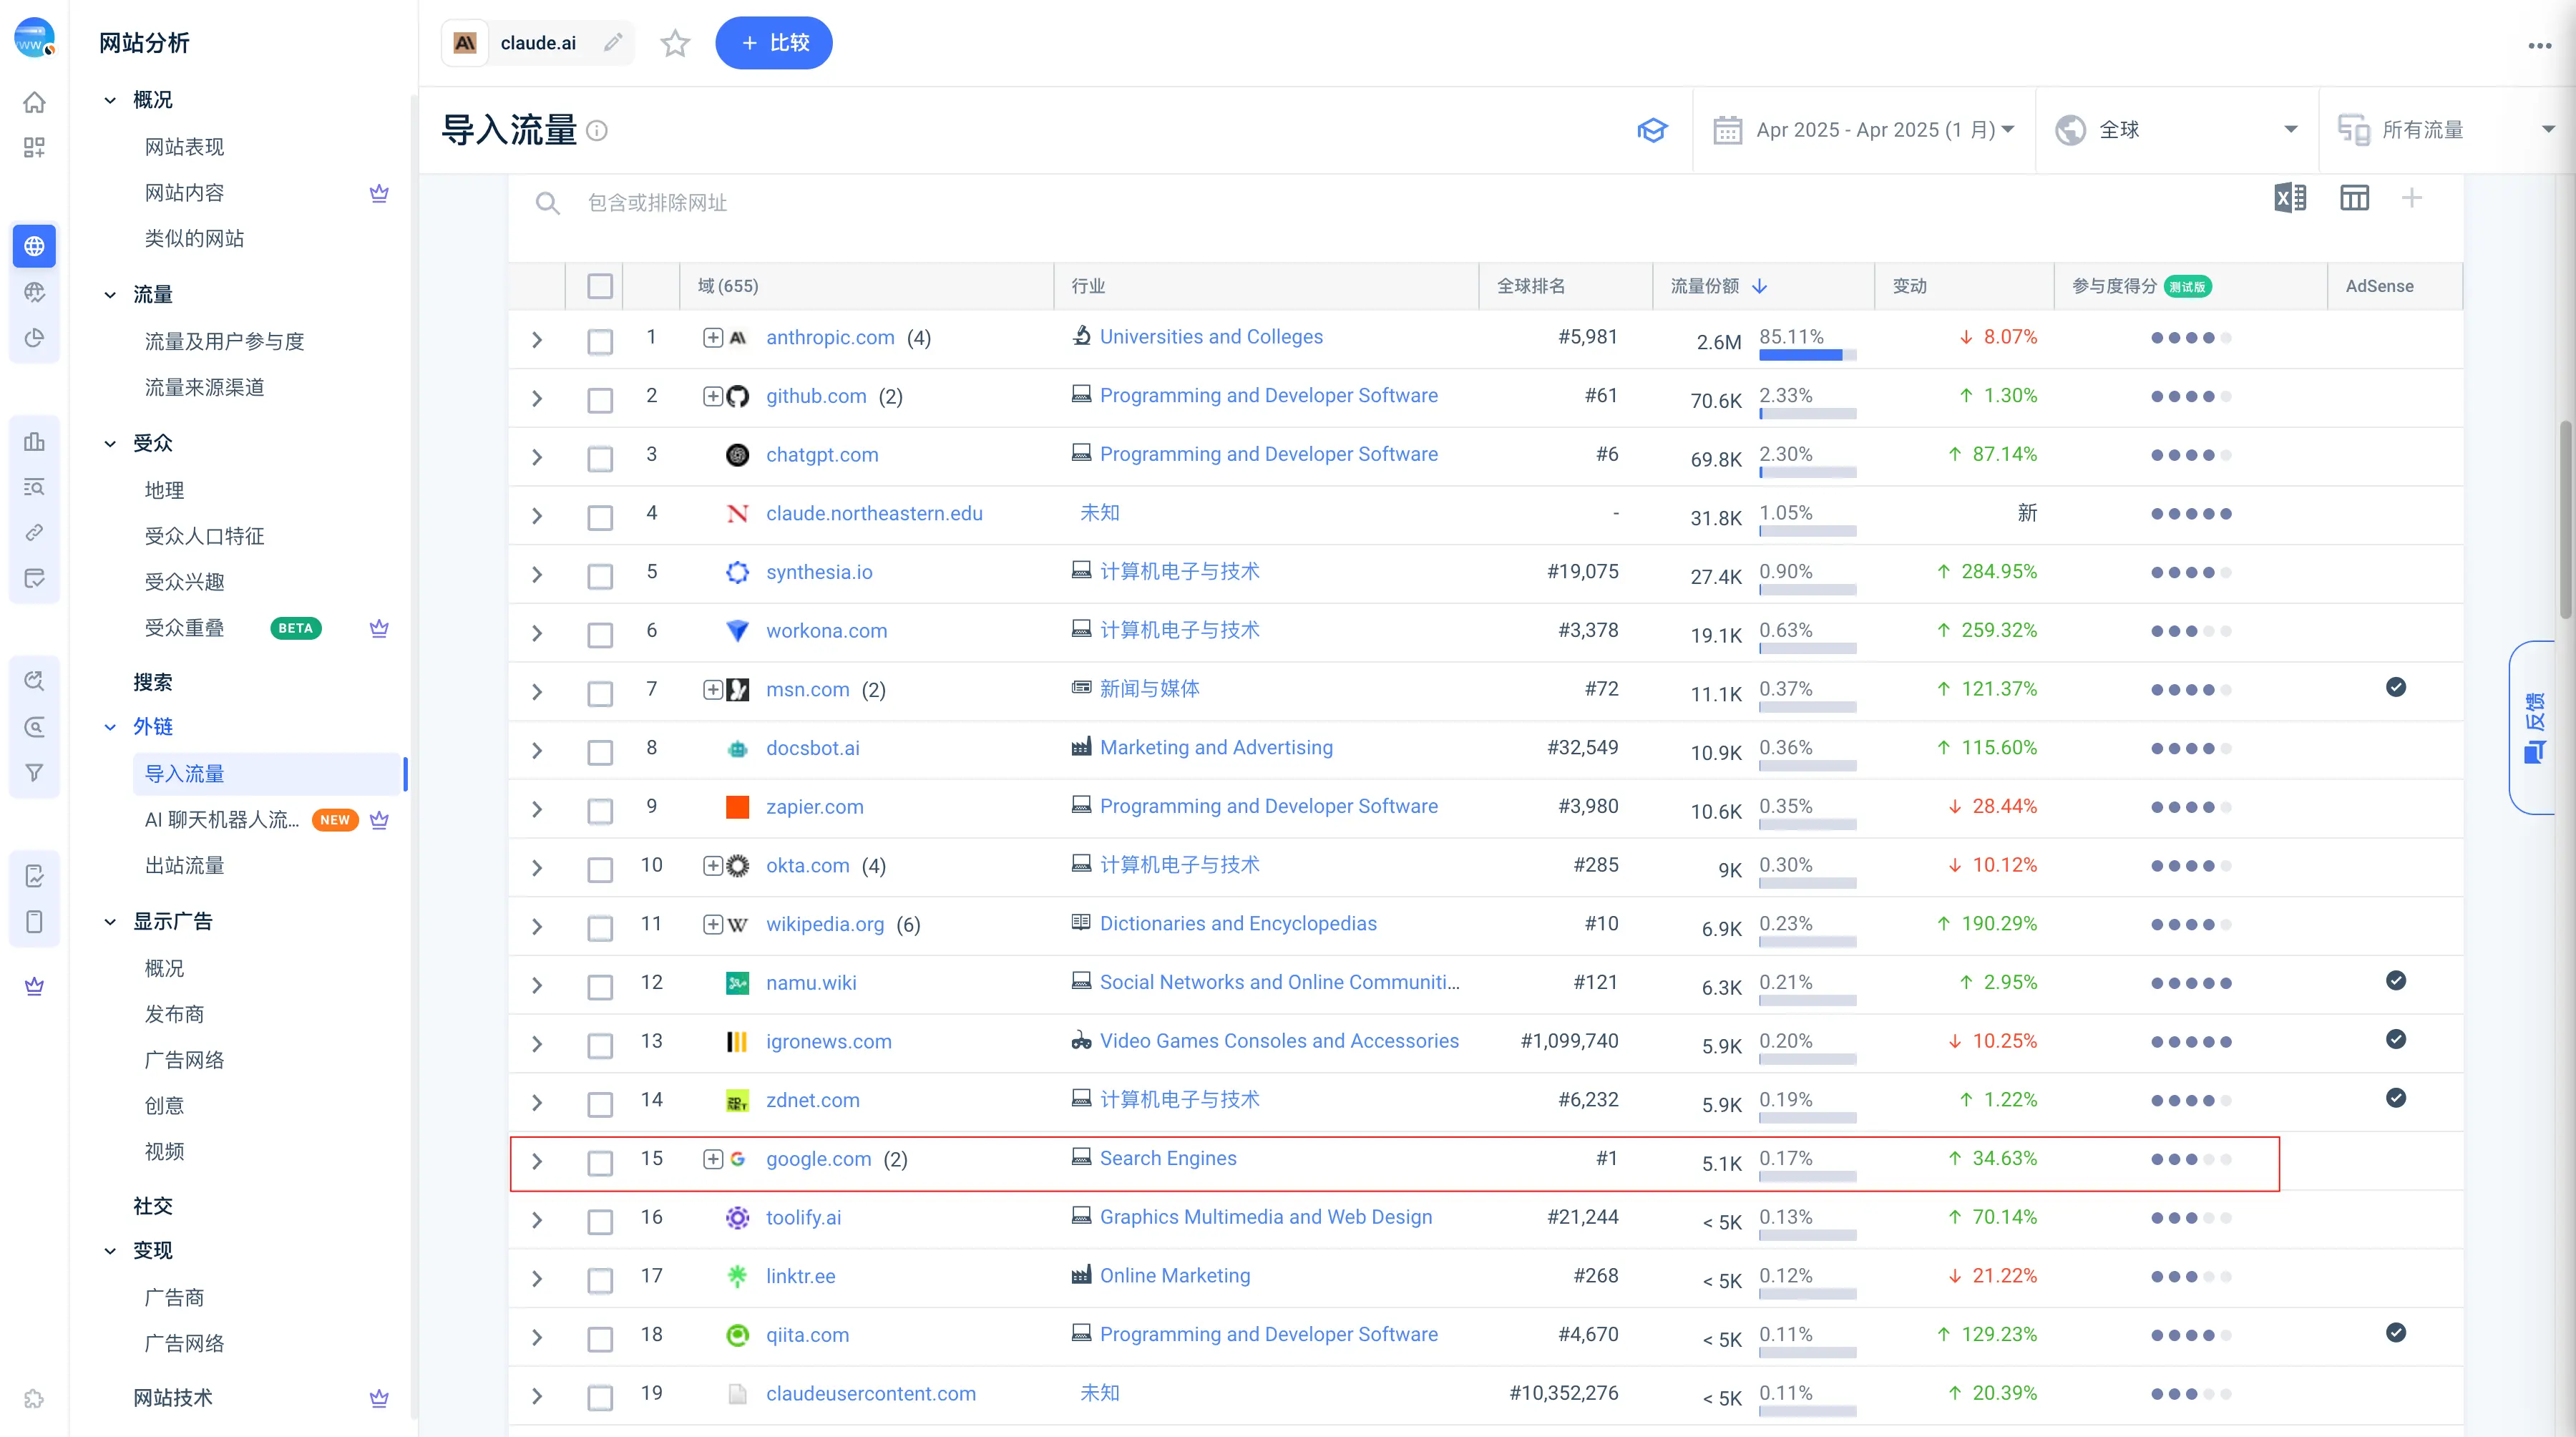 网站分析
概况
网站表现
网站内容
类似的网站
流量
流量及用户参与度
流量来源渠道
受众
地理
受众人口特征
受众兴趣
受众重叠 BETA
搜索
外链
导入流量
AI 聊天机器人流... NEW
出站流量
显示广告
概况
发布商
广告网络
创意
视频
社交
变现
广告商
广告网络
网站技术
claude.ai + 比较
导入流量
Apr 2025 - Apr 2025 (1 月) 全球 所有流量
包含或排除网址
域 (655) 行业 全球排名 流量份额 变动 参与度得分 测试版 AdSense
1 anthropic.com (4) Universities and Colleges #5,981 2.6M 85.11% ↓ 8.07%
2 github.com (2) Programming and Developer Software #61 70.6K 2.33% ↑ 1.30%
3 chatgpt.com Programming and Developer Software #6 69.8K 2.30% ↑ 87.14%
4 claude.northeastern.edu 未知 - 31.8K 1.05% 新
5 synthesia.io 计算机电子与技术 #19,075 27.4K 0.90% ↑ 284.95%
6 workona.com 计算机电子与技术 #3,378 19.1K 0.63% ↑ 259.32%
7 msn.com (2) 新闻与媒体 #72 11.1K 0.37% ↑ 121.37%
8 docsbot.ai Marketing and Advertising #32,549 10.9K 0.36% ↑ 115.60%
9 zapier.com Programming and Developer Software #3,980 10.6K 0.35% ↓ 28.44%
10 okta.com (4) 计算机电子与技术 #285 9K 0.30% ↓ 10.12%
11 wikipedia.org (6) Dictionaries and Encyclopedias #10 6.9K 0.23% ↑ 190.29%
12 namu.wiki Social Networks and Online Communiti... #121 6.3K 0.21% ↑ 2.95%
13 igronews.com Video Games Consoles and Accessories #1,099,740 5.9K 0.20% ↓ 10.25%
14 zdnet.com 计算机电子与技术 #6,232 5.9K 0.19% ↑ 1.22%
15 google.com (2) Search Engines #1 5.1K 0.17% ↑ 34.63%
16 toolify.ai Graphics Multimedia and Web Design #21,244 < 5K 0.13% ↑ 70.14%
17 linktr.ee Online Marketing #268 < 5K 0.12% ↓ 21.22%
18 qiita.com Programming and Developer Software #4,670 < 5K 0.11% ↑ 129.23%
19 claudeusercontent.com 未知 #10,352,276 < 5K 0.11% ↑ 20.39%
反馈